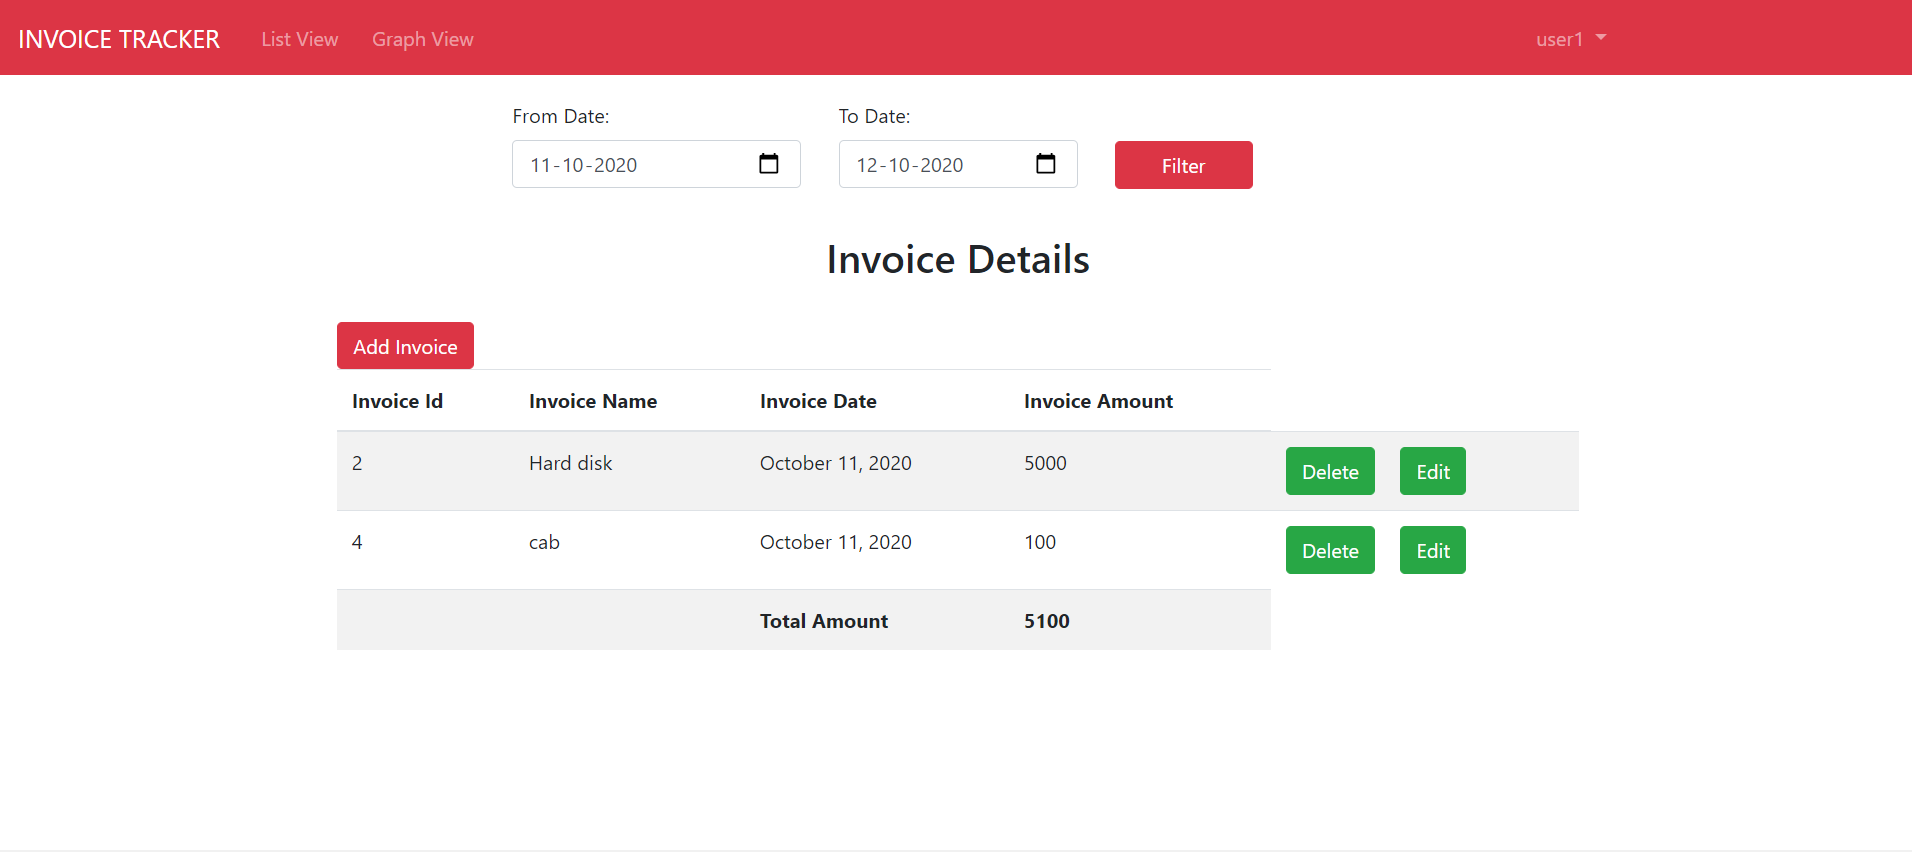 INVOICE TRACKER List View Graph View user1
From Date: To Date:
11-10-2020 12-10-2020 Filter
Invoice Details
Add Invoice
Invoice Id Invoice Name Invoice Date Invoice Amount
2 Hard disk October 11, 2020 5000 Delete Edit
4 cab October 11, 2020 100 Delete Edit
Total Amount 5100